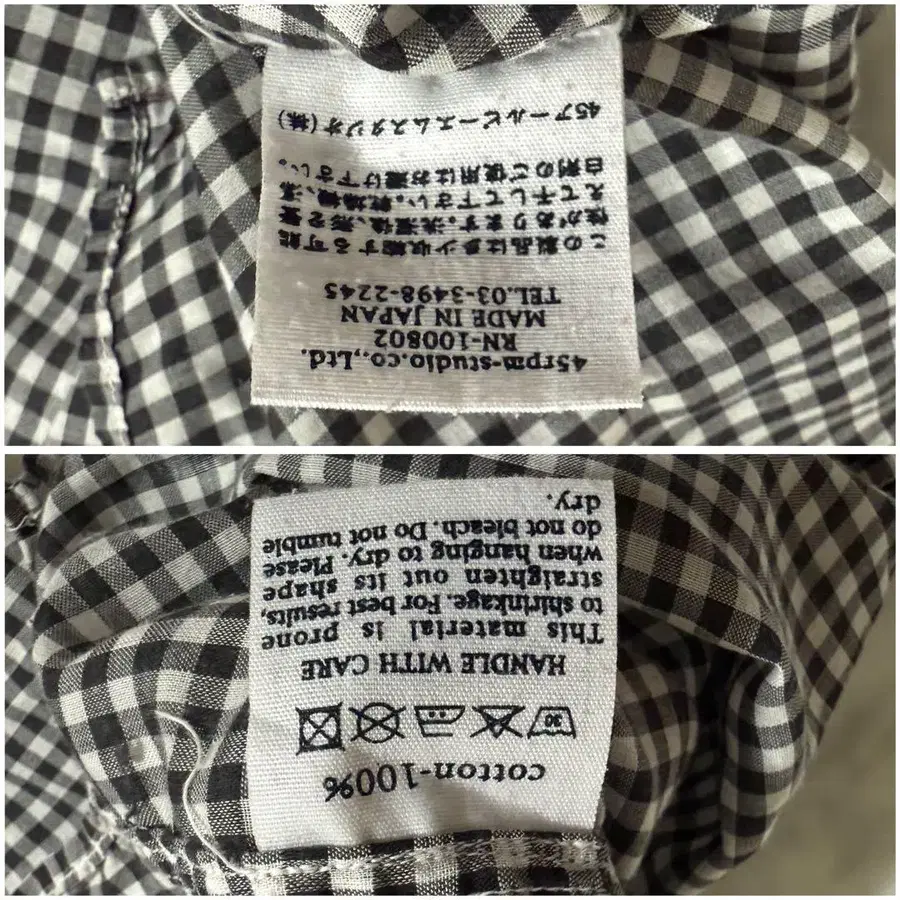 45rpm-studio.co.,Ltd.
RN-100802
MADE IN JAPAN
TEL.03-3498-2245
この製品は多少収縮する可能
性があります。洗濯後、形を整
えて干して下さい。乾燥機、漂
白剤のご使用はお避け下さい。
45アールピーエムスタジオ(株)
cotton-100%
30
HANDLE WITH CARE
This material is prone
to shirinkage. For best results,
straighten out its shape
when hanging to dry. Please
do not bleach. Do not tumble
dry.